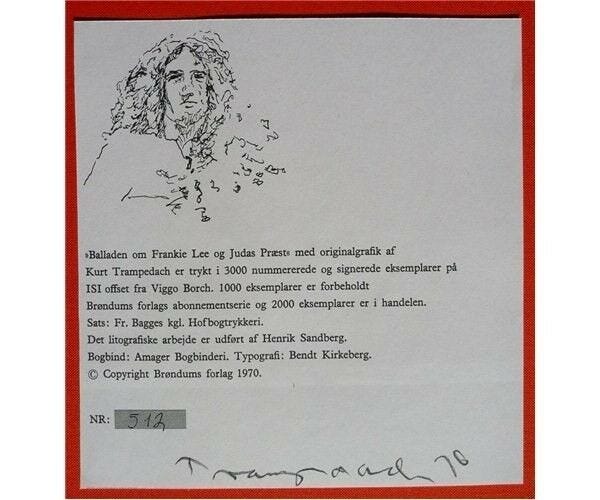 »Balladen om Frankie Lee og Judas Præst« med originalgrafik af
Kurt Trampedach er trykt i 3000 nummererede og signerede eksemplarer på
ISI offset fra Viggo Borch. 1000 eksemplarer er forbeholdt
Brøndums forlags abonnementserie og 2000 eksemplarer er i handelen.
Sats: Fr. Bagges kgl. Hofbogtrykkeri.
Det litografiske arbejde er udført af Henrik Sandberg.
Bogbind: Amager Bogbinderi. Typografi: Bendt Kirkeberg.
© Copyright Brøndums forlag 1970.
NR: 512
Trampedach 70